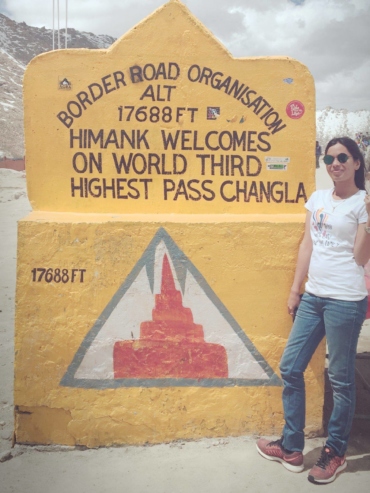 BORDER ROAD ORGANISATION
ALT
17688 FT
HIMANK WELCOMES
ON WORLD THIRD
HIGHEST PASS CHANGLA
17688 FT